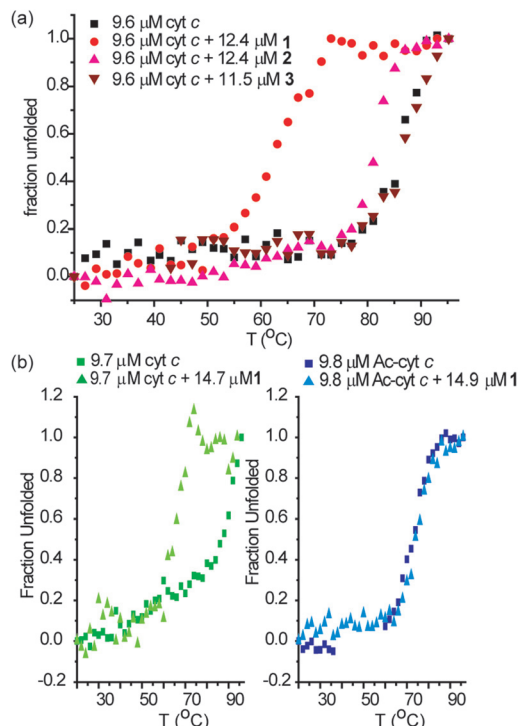 (a)
9.6 μM cyt c
9.6 μM cyt c + 12.4 μM 1
9.6 μM cyt c + 12.4 μM 2
9.6 μM cyt c + 11.5 μM 3
fraction unfolded
1.0
0.8
0.6
0.4
0.2
0.0
30 40 50 60 70 80 90
T (°C)
(b)
9.7 μM cyt c
9.7 μM cyt c + 14.7 μM1
9.8 μM Ac-cyt c
9.8 μM Ac-cyt c + 14.9 μM 1
Fraction Unfolded
1.2
1.0
0.8
0.6
0.4
0.2
0.0
-0.2
30 50 70 90
T (°C)
Fraction Unfolded
1.2
1.0
0.8
0.6
0.4
0.2
0.0
-0.2
30 50 70 90
T (°C)